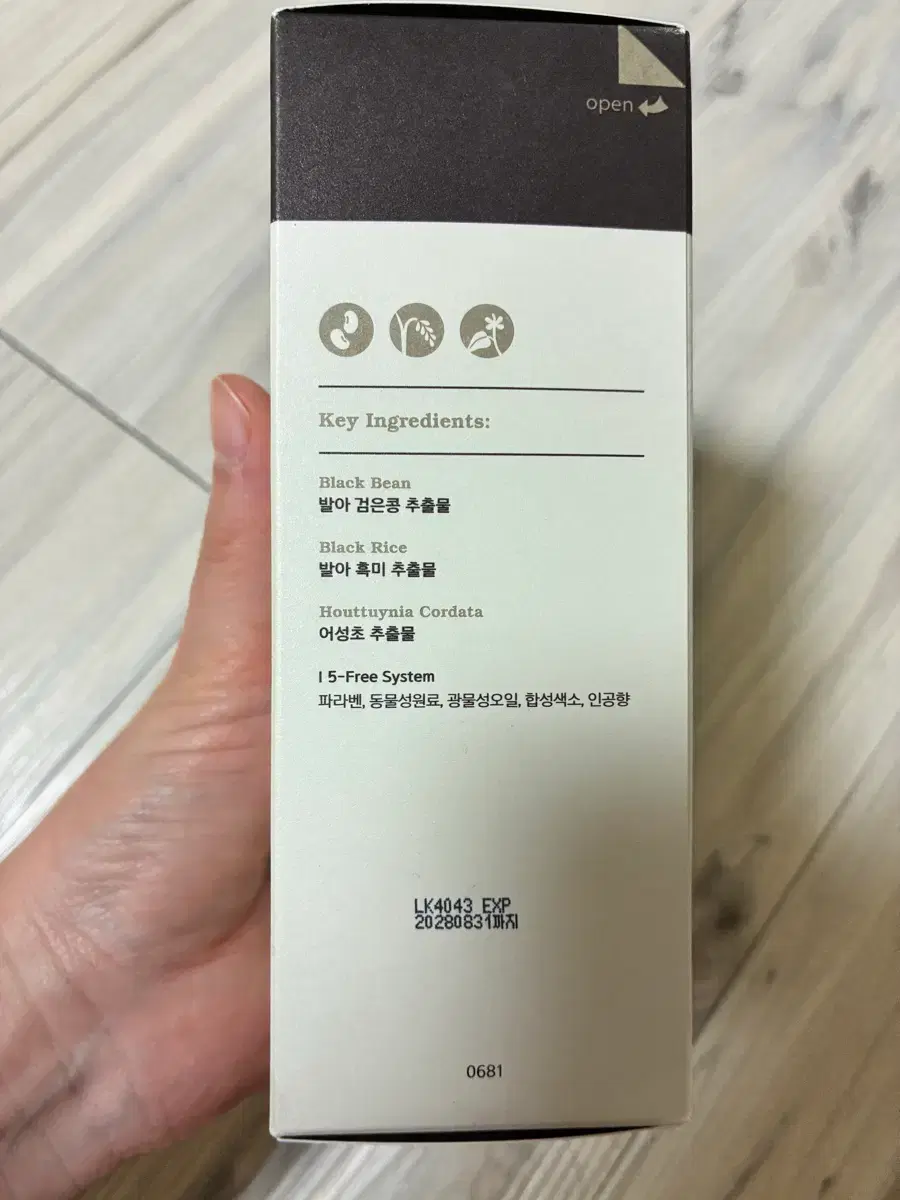 open
Key Ingredients:
Black Bean
발아 검은콩 추출물
Black Rice
발아 흑미 추출물
Houttuynia Cordata
어성초 추출물
I 5-Free System
파라벤, 동물성원료, 광물성오일, 합성색소, 인공향
LK4043 EXP
20280831까지
0681